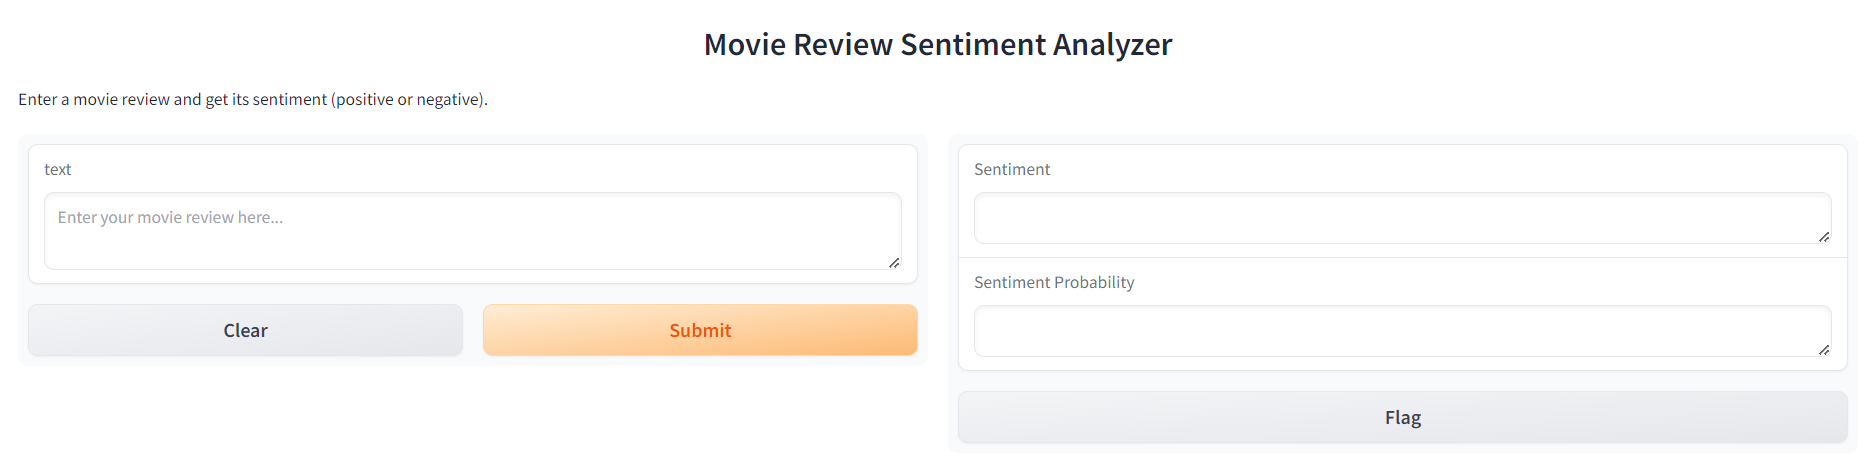 Movie Review Sentiment Analyzer
Enter a movie review and get its sentiment (positive or negative).
text
Enter your movie review here...
Clear
Submit
Sentiment
Sentiment Probability
Flag